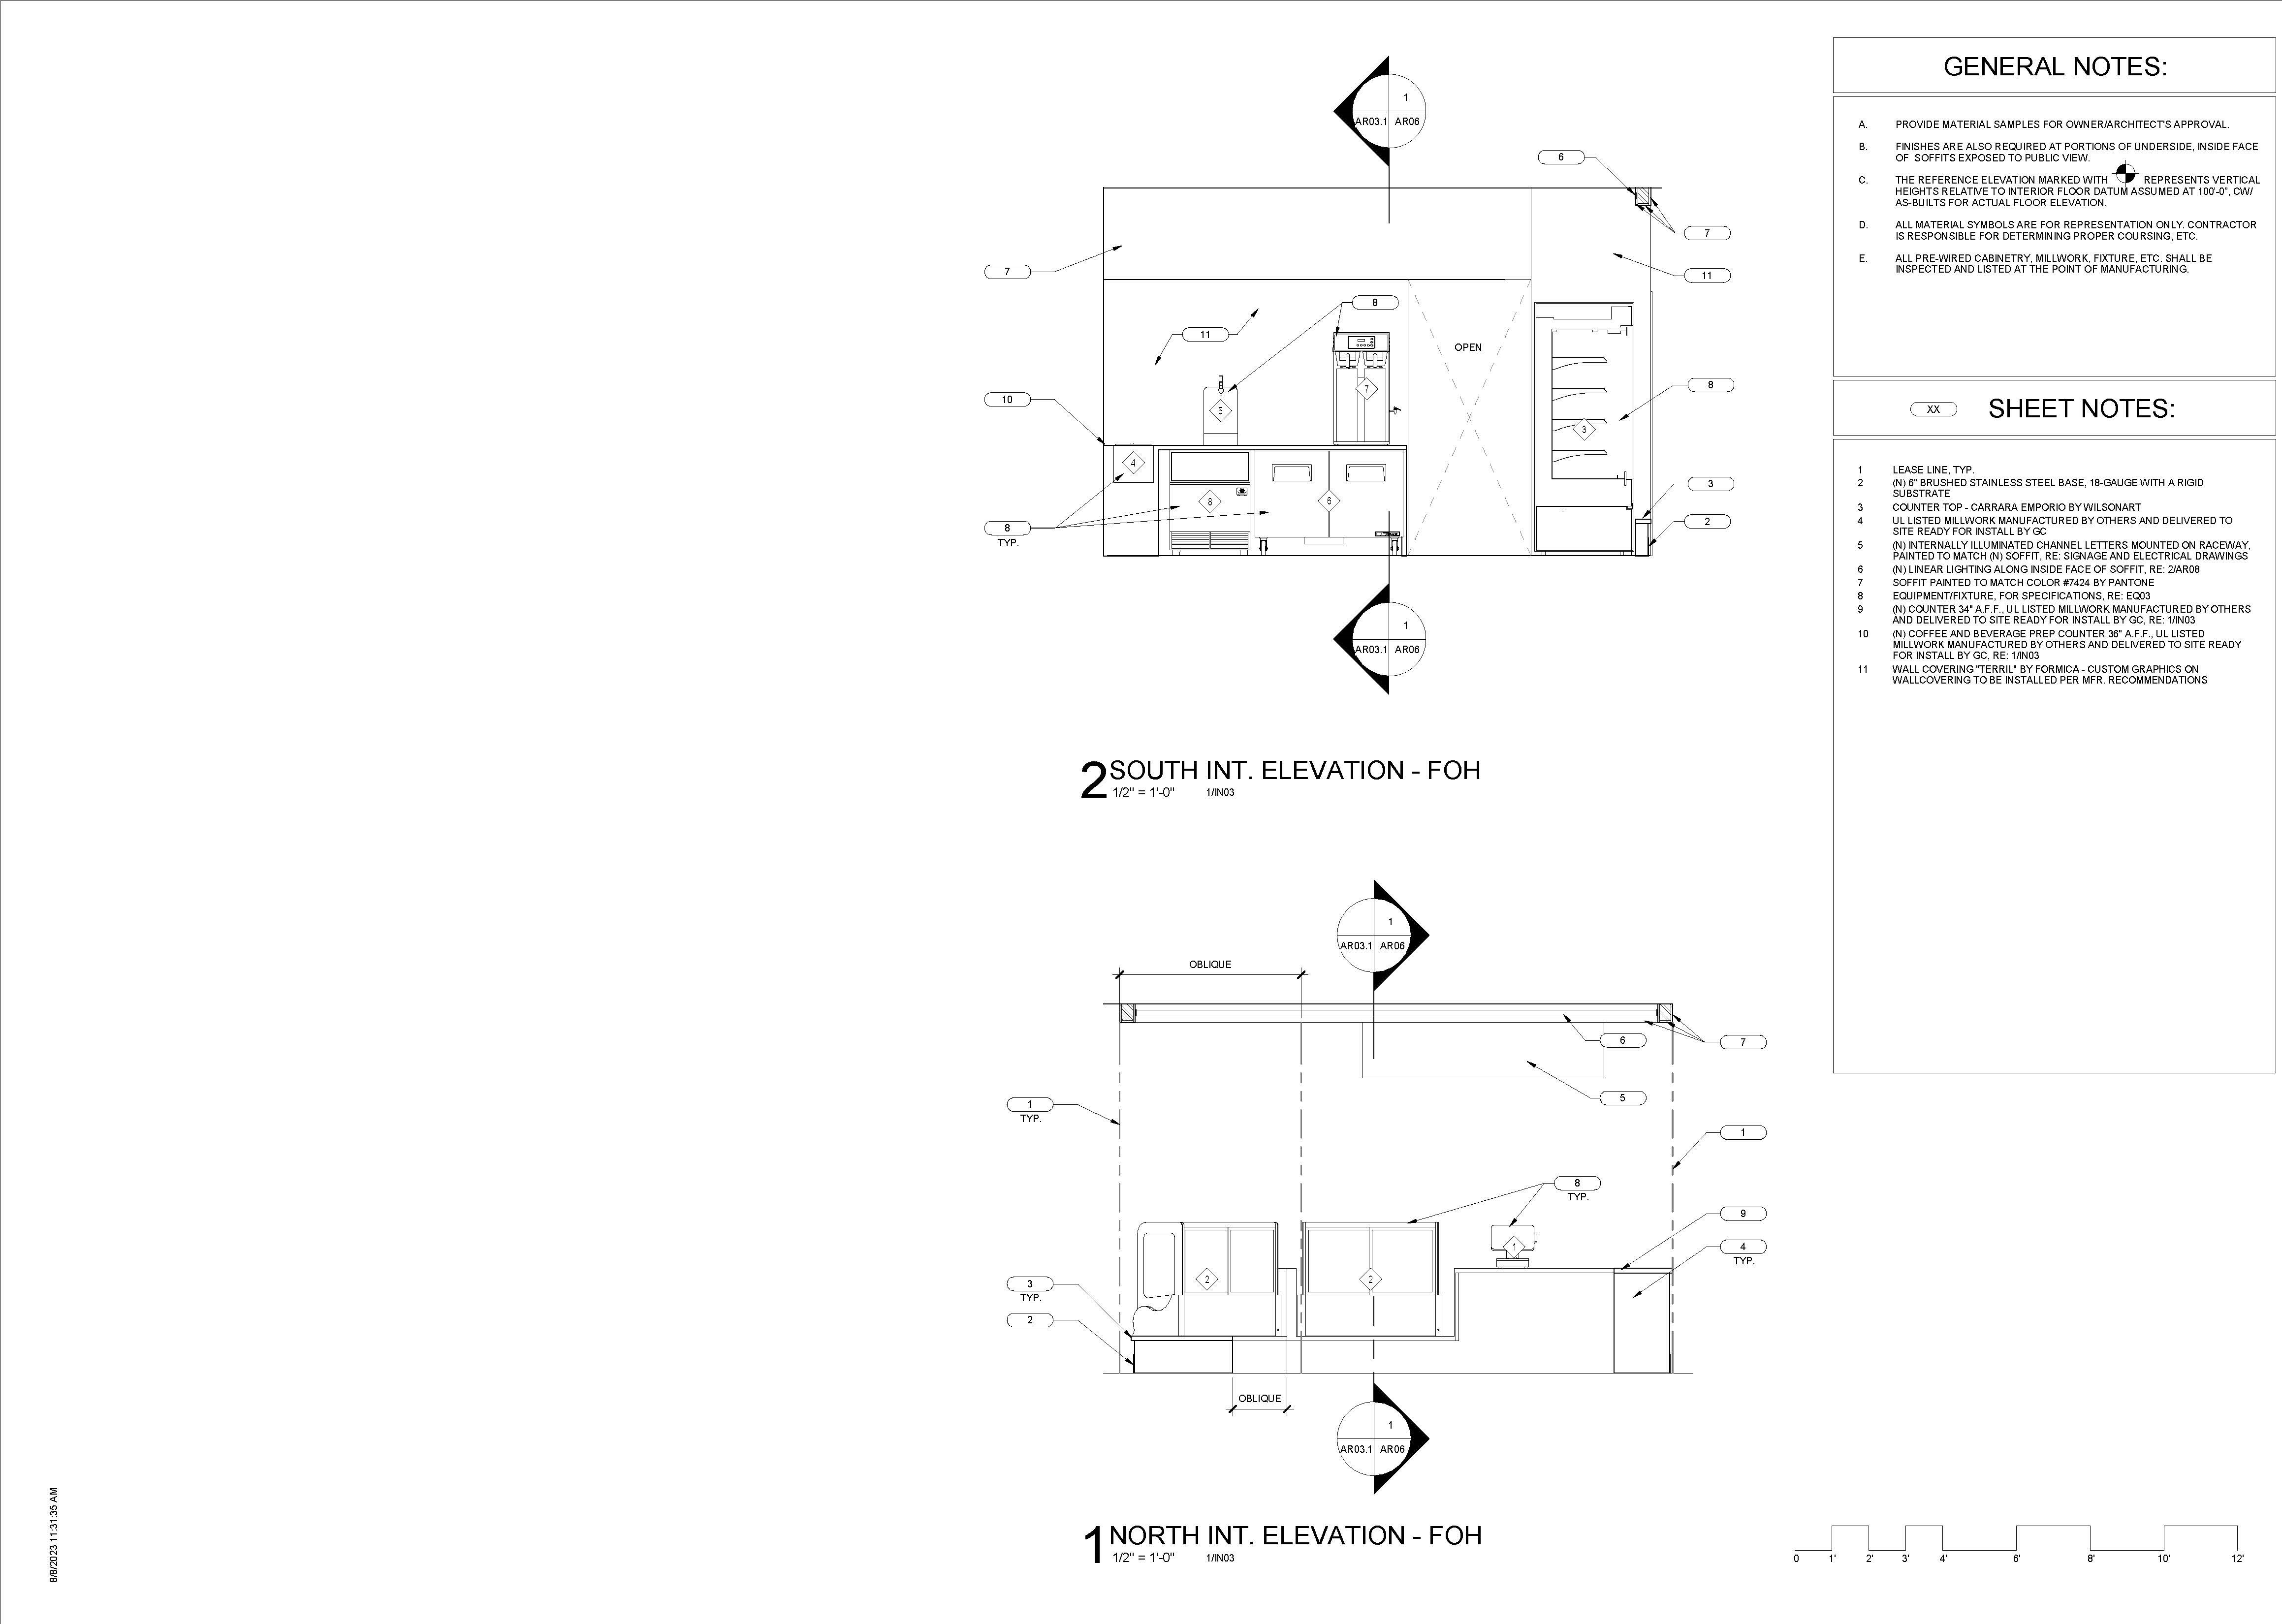 1
AR03.1 AR06
6
7
7
11
8
11
OPEN
7
10
5
8
3
4
3
8
6
8
TYP.
2
1
AR03.1 AR06
2 SOUTH INT. ELEVATION - FOH
1/2" = 1'-0" 1/IN03
1
AR03.1 AR06
OBLIQUE
6
7
5
1
TYP.
1
8
TYP.
9
1
4
TYP.
2
2
3
TYP.
2
OBLIQUE
1
AR03.1 AR06
1 NORTH INT. ELEVATION - FOH
1/2" = 1'-0" 1/IN03
GENERAL NOTES:
A. PROVIDE MATERIAL SAMPLES FOR OWNER/ARCHITECT'S APPROVAL.
B. FINISHES ARE ALSO REQUIRED AT PORTIONS OF UNDERSIDE, INSIDE FACE
OF SOFFITS EXPOSED TO PUBLIC VIEW.
C. THE REFERENCE ELEVATION MARKED WITH REPRESENTS VERTICAL
HEIGHTS RELATIVE TO INTERIOR FLOOR DATUM ASSUMED AT 100'-0", CW/
AS-BUILTS FOR ACTUAL FLOOR ELEVATION.
D. ALL MATERIAL SYMBOLS ARE FOR REPRESENTATION ONLY. CONTRACTOR
IS RESPONSIBLE FOR DETERMINING PROPER COURSING, ETC.
E. ALL PRE-WIRED CABINETRY, MILLWORK, FIXTURE, ETC. SHALL BE
INSPECTED AND LISTED AT THE POINT OF MANUFACTURING.
XX SHEET NOTES:
1 LEASE LINE, TYP.
2 (N) 6" BRUSHED STAINLESS STEEL BASE, 18-GAUGE WITH A RIGID
SUBSTRATE
3 COUNTER TOP - CARRARA EMPORIO BY WILSONART
4 UL LISTED MILLWORK MANUFACTURED BY OTHERS AND DELIVERED TO
SITE READY FOR INSTALL BY GC
5 (N) INTERNALLY ILLUMINATED CHANNEL LETTERS MOUNTED ON RACEWAY,
PAINTED TO MATCH (N) SOFFIT, RE: SIGNAGE AND ELECTRICAL DRAWINGS
6 (N) LINEAR LIGHTING ALONG INSIDE FACE OF SOFFIT, RE: 2/AR08
7 SOFFIT PAINTED TO MATCH COLOR #7424 BY PANTONE
8 EQUIPMENT/FIXTURE, FOR SPECIFICATIONS, RE: EQ03
9 (N) COUNTER 34" A.F.F., UL LISTED MILLWORK MANUFACTURED BY OTHERS
AND DELIVERED TO SITE READY FOR INSTALL BY GC, RE: 1/IN03
10 (N) COFFEE AND BEVERAGE PREP COUNTER 36" A.F.F., UL LISTED
MILLWORK MANUFACTURED BY OTHERS AND DELIVERED TO SITE READY
FOR INSTALL BY GC, RE: 1/IN03
11 WALL COVERING "TERRIL" BY FORMICA - CUSTOM GRAPHICS ON
WALLCOVERING TO BE INSTALLED PER MFR. RECOMMENDATIONS
0 1' 2' 3' 4' 6' 8' 10' 12'
8/8/2023 11:31:35 AM